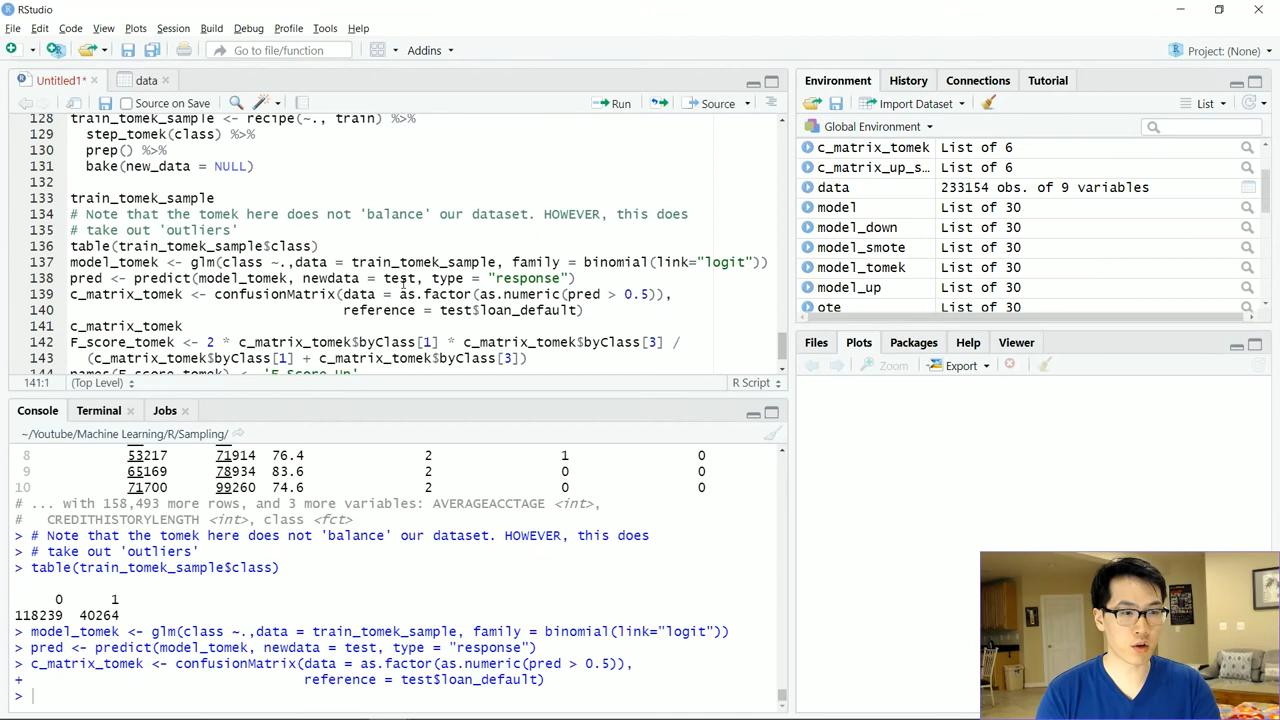 RStudio
File Edit Code View Plots Session Build Debug Profile Tools Help
Go to file/function Addins Project: (None)
Untitled1* data
Source on Save Run Source
128 train_tomek_sample <- recipe(~., train) %>%
129 step_tomek(class) %>%
130 prep() %>%
131 bake(new_data = NULL)
132
133 train_tomek_sample
134 # Note that the tomek here does not 'balance' our dataset. HOWEVER, this does
135 # take out 'outliers'
136 table(train_tomek_sample$class)
137 model_tomek <- glm(class ~.,data = train_tomek_sample, family = binomial(link="logit"))
138 pred <- predict(model_tomek, newdata = test, type = "response")
139 c_matrix_tomek <- confusionMatrix(data = as.factor(as.numeric(pred > 0.5)),
140 reference = test$loan_default)
141 c_matrix_tomek
142 F_score_tomek <- 2 * c_matrix_tomek$byClass[1] * c_matrix_tomek$byClass[3] /
143 (c_matrix_tomek$byClass[1] + c_matrix_tomek$byClass[3])
141:1 (Top Level) R Script
Console Terminal Jobs
~/Youtube/Machine Learning/R/Sampling/
8 53217 71914 76.4 2 1 0
9 65169 78934 83.6 2 0 0
10 71700 99260 74.6 2 0 0
# ... with 158,493 more rows, and 3 more variables: AVERAGEACCTAGE <int>,
# CREDITHISTORYLENGTH <int>, class <fct>
> # Note that the tomek here does not 'balance' our dataset. HOWEVER, this does
> # take out 'outliers'
> table(train_tomek_sample$class)
0 1
118239 40264
> model_tomek <- glm(class ~.,data = train_tomek_sample, family = binomial(link="logit"))
> pred <- predict(model_tomek, newdata = test, type = "response")
> c_matrix_tomek <- confusionMatrix(data = as.factor(as.numeric(pred > 0.5)),
+ reference = test$loan_default)
>
Environment History Connections Tutorial
Import Dataset List
Global Environment
c_matrix_tomek List of 6
c_matrix_up_s... List of 6
data 233154 obs. of 9 variables
model List of 30
model_down List of 30
model_smote List of 30
model_tomek List of 30
model_up List of 30
ote List of 30
Files Plots Packages Help Viewer
Zoom Export